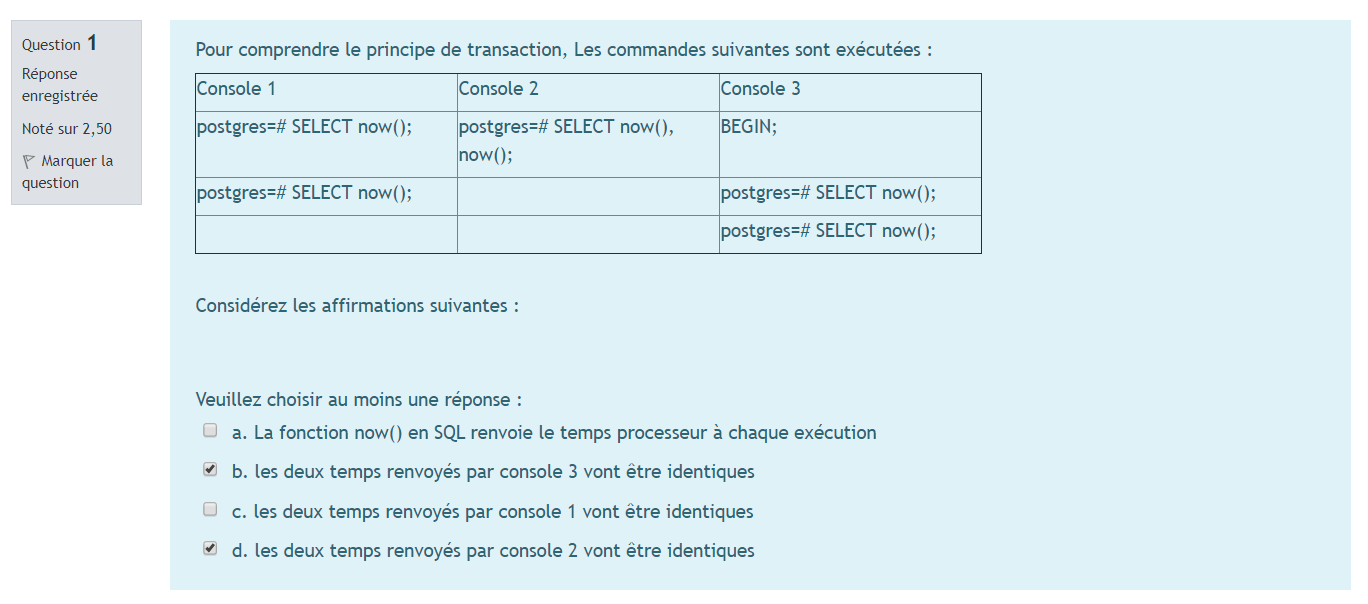 Question 1
Réponse
enregistrée
Noté sur 2,50
Marquer la
question
Pour comprendre le principe de transaction, Les commandes suivantes sont exécutées :
Console 1 Console 2 Console 3
postgres=# SELECT now(); postgres=# SELECT now(), BEGIN;
now();
postgres=# SELECT now(); postgres=# SELECT now();
postgres=# SELECT now();
Considérez les affirmations suivantes :
Veuillez choisir au moins une réponse :
a. La fonction now() en SQL renvoie le temps processeur à chaque exécution
b. les deux temps renvoyés par console 3 vont être identiques
c. les deux temps renvoyés par console 1 vont être identiques
d. les deux temps renvoyés par console 2 vont être identiques